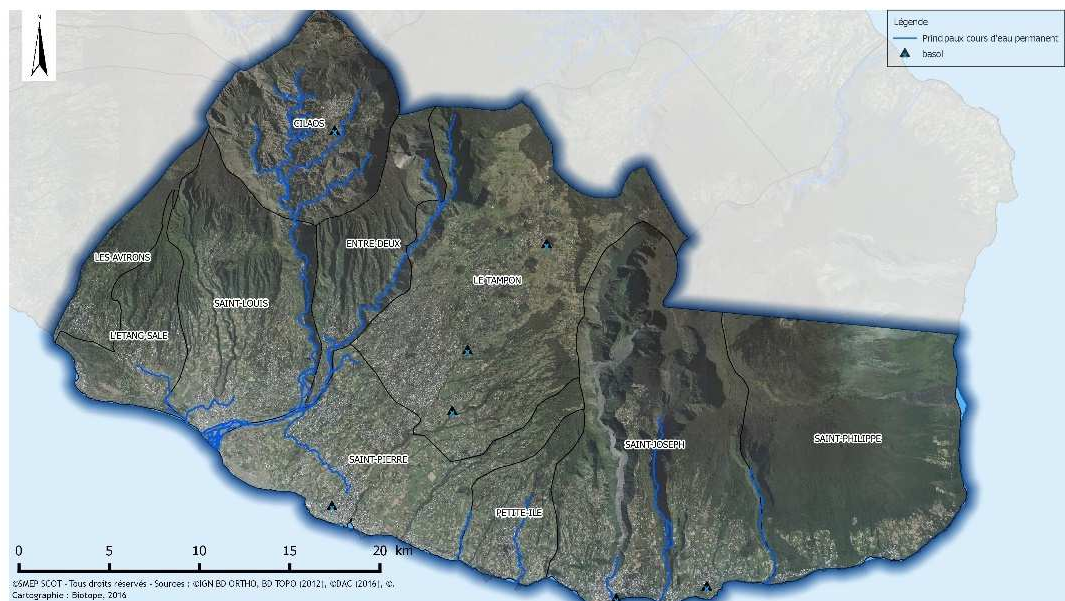 N
Légende
Principaux cours d'eau permanent
basol
CILAOS
ENTRE-DEUX
LES AVIRONS
LE TAMPON
SAINT-LOUIS
L'ETANG-SALE
SAINT-PHILIPPE
SAINT-JOSEPH
SAINT-PIERRE
PETITE-ILE
0 5 10 15 20 km
©SMEP SCOT - Tous droits réservés - Sources : ©IGN BD ORTHO, BD TOPO (2012), ©DAC (2016), ©.
Cartographie : Biotope, 2016